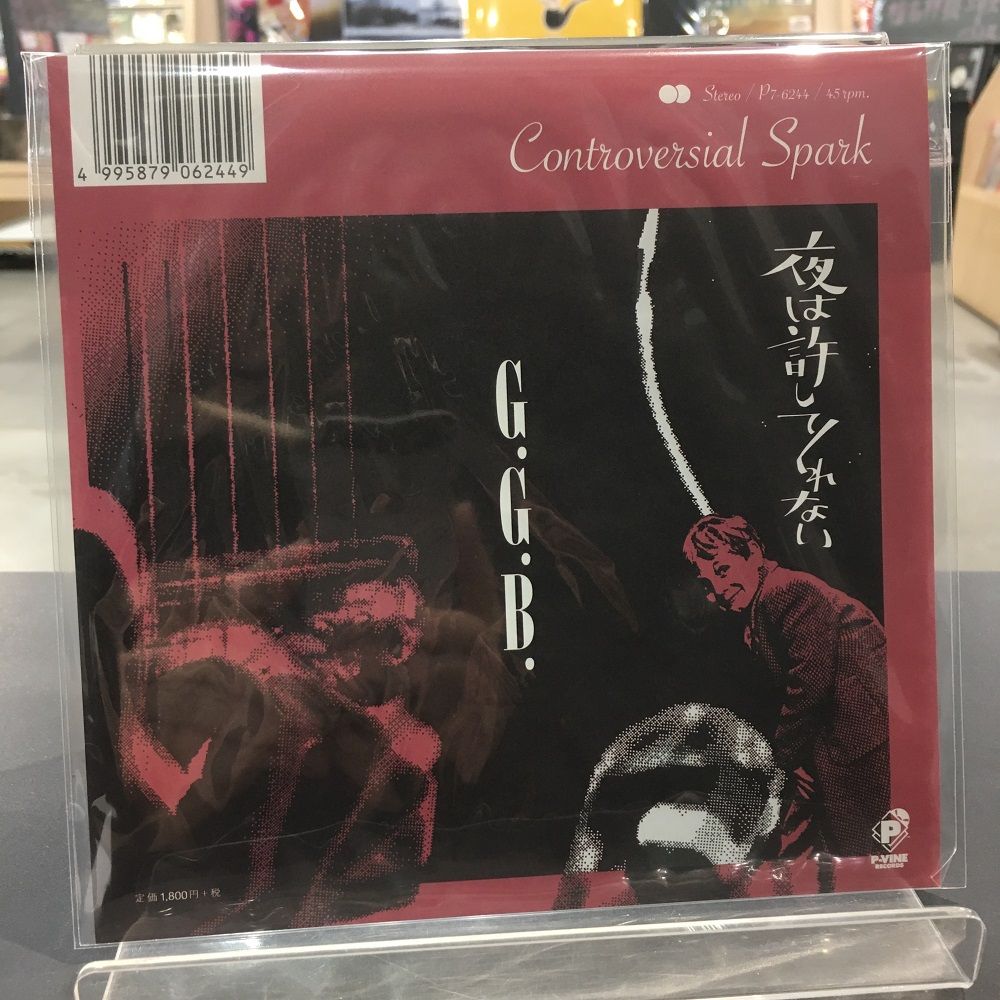 Stereo / P7-6244 / 45 rpm.
Controversial Spark
4 995879 062449
夜は許してくれない
G.G.B.
P
P-VINE
RECORDS
定価1,800円+税